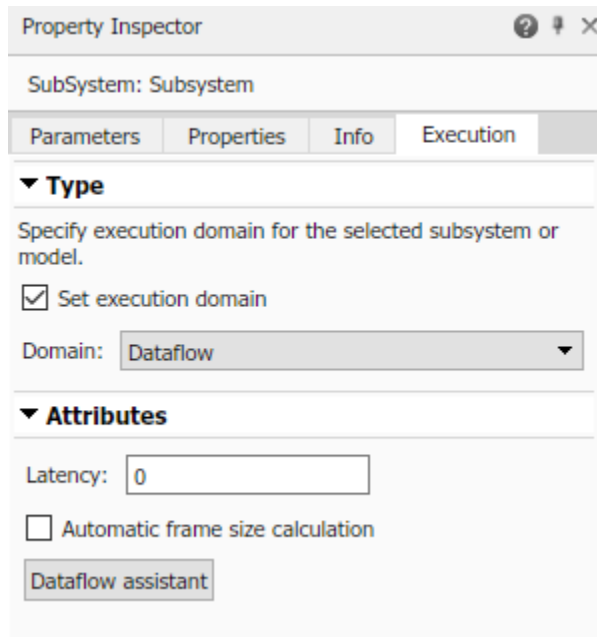 Property Inspector
SubSystem: Subsystem
Parameters Properties Info Execution
Type
Specify execution domain for the selected subsystem or
model.
Set execution domain
Domain: Dataflow
Attributes
Latency: 0
Automatic frame size calculation
Dataflow assistant